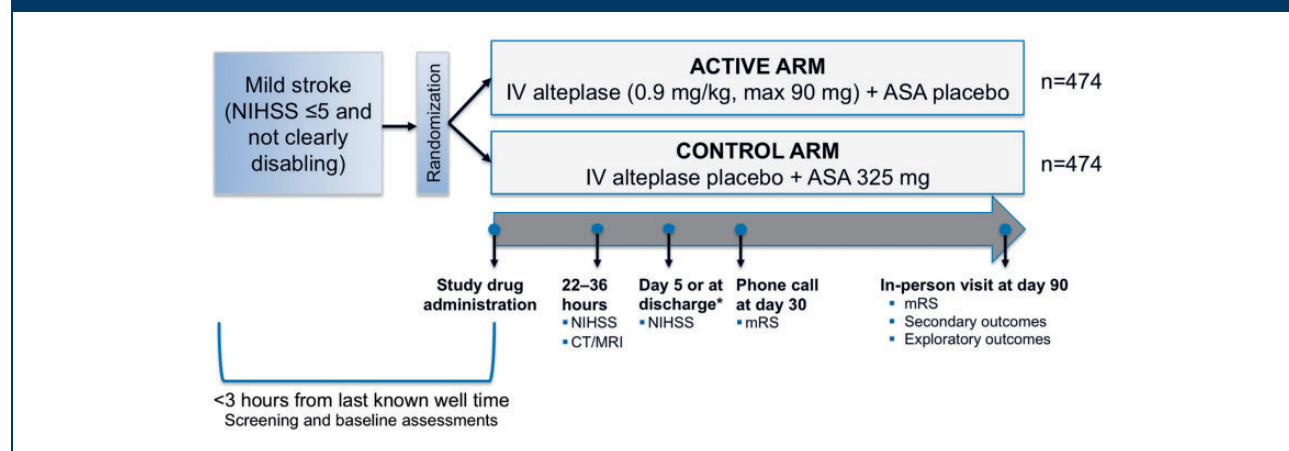 Mild stroke
(NIHSS ≤5 and
not clearly
disabling)
Randomization
ACTIVE ARM
IV alteplase (0.9 mg/kg, max 90 mg) + ASA placebo
n=474
CONTROL ARM
IV alteplase placebo + ASA 325 mg
n=474
Study drug
administration
22–36
hours
▪ NIHSS
▪ CT/MRI
Day 5 or at
discharge*
▪ NIHSS
Phone call
at day 30
▪ mRS
In-person visit at day 90
▪ mRS
▪ Secondary outcomes
▪ Exploratory outcomes
<3 hours from last known well time
Screening and baseline assessments